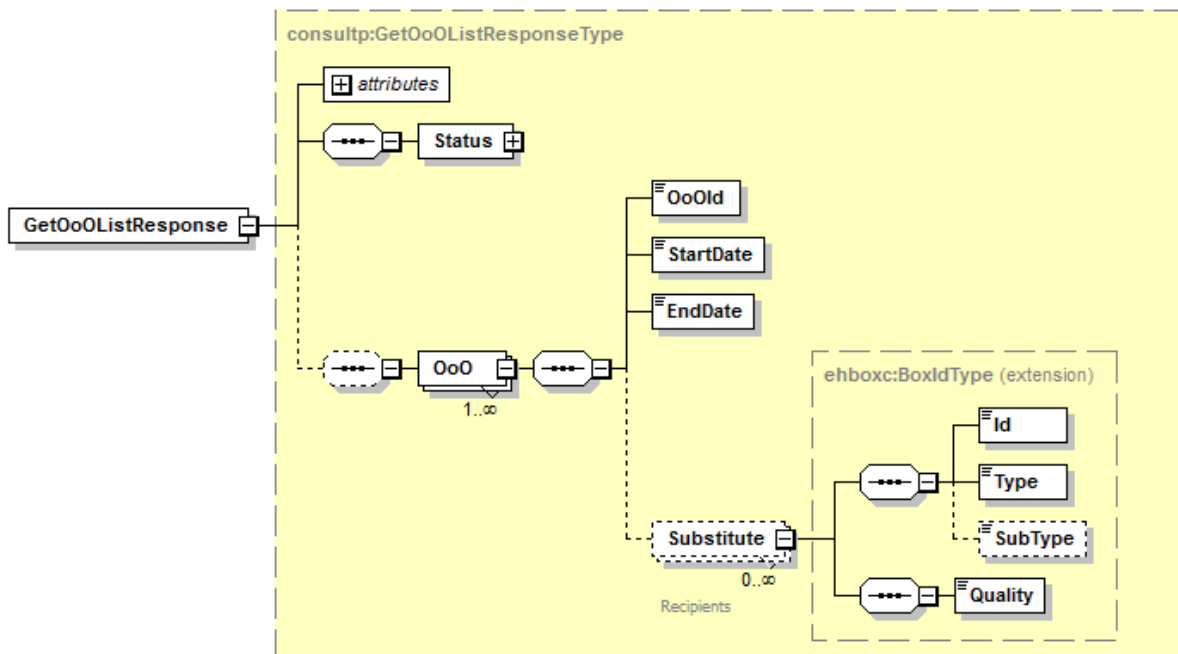 consultp:GetOoOListResponseType
attributes
Status
GetOoOListResponse
OoOId
StartDate
EndDate
OoO
1..∞
ehboxc:BoxIdType (extension)
Id
Type
SubType
Substitute
0..∞
Recipients
Quality